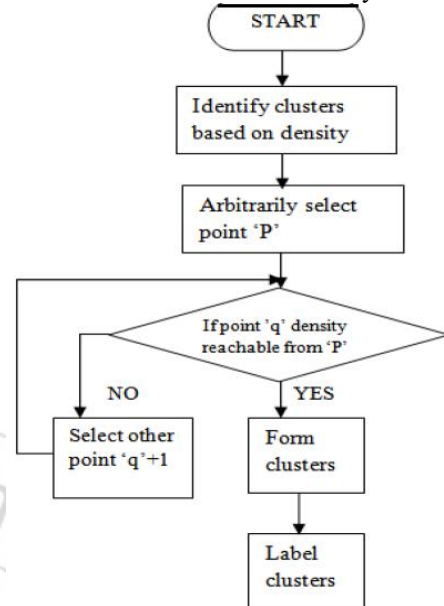 START
Identify clusters
based on density
Arbitrarily select
point ‘P’
If point ’q’ density
reachable from ‘P’
NO
YES
Select other
point ‘q’+1
Form
clusters
Label
clusters